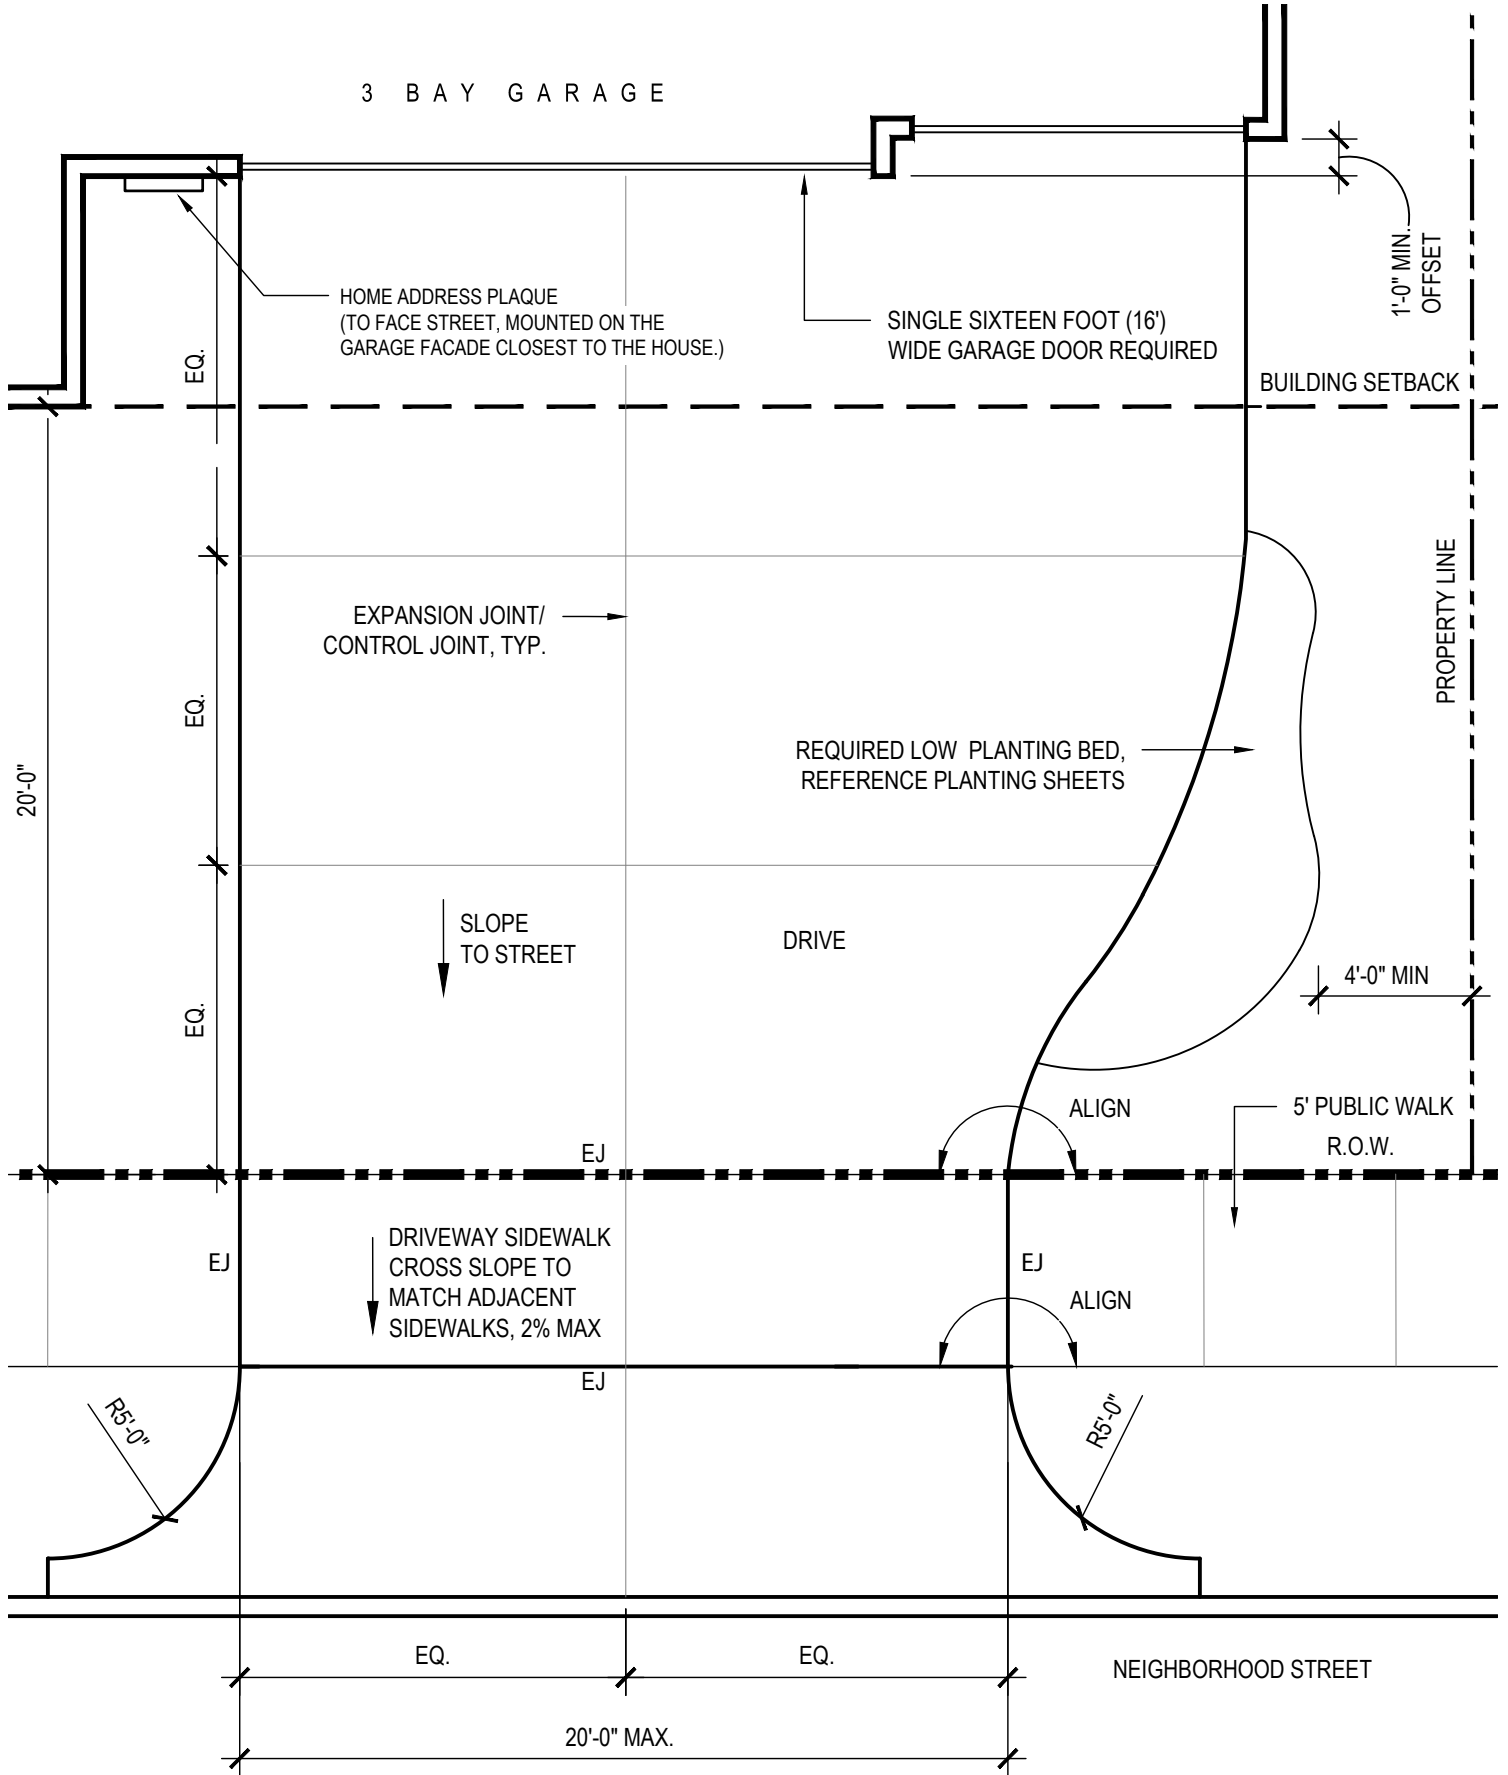 3 BAY GARAGE
1'-0" MIN.
OFFSET
HOME ADDRESS PLAQUE
(TO FACE STREET, MOUNTED ON THE
GARAGE FACADE CLOSEST TO THE HOUSE.)
SINGLE SIXTEEN FOOT (16')
WIDE GARAGE DOOR REQUIRED
EQ.
BUILDING SETBACK
EXPANSION JOINT/
CONTROL JOINT, TYP.
PROPERTY LINE
EQ.
20'-0"
REQUIRED LOW PLANTING BED,
REFERENCE PLANTING SHEETS
SLOPE
TO STREET
DRIVE
4'-0" MIN
EQ.
ALIGN
5' PUBLIC WALK
R.O.W.
EJ
DRIVEWAY SIDEWALK
CROSS SLOPE TO
MATCH ADJACENT
SIDEWALKS, 2% MAX
EJ
EJ
ALIGN
EJ
R5'-0"
R5'-0"
EQ.
EQ.
NEIGHBORHOOD STREET
20'-0" MAX.